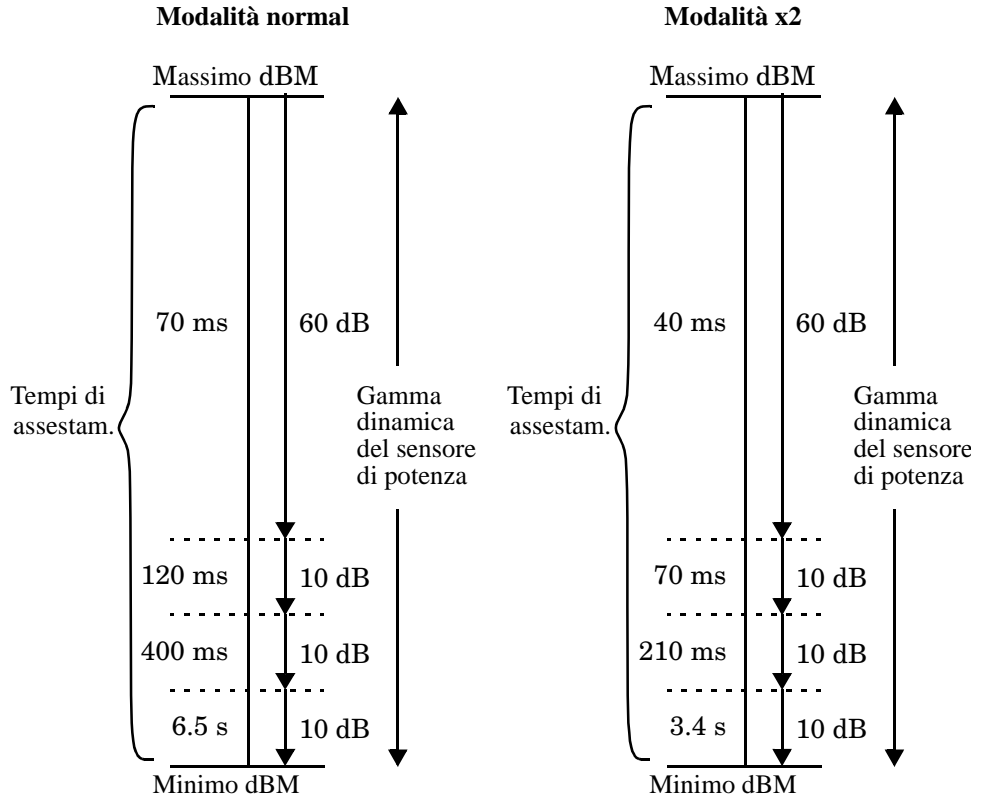 Modalità normal
Massimo dBM
70 ms
60 dB
Tempi di
assestam.
Gamma
dinamica
del sensore
di potenza
120 ms
10 dB
400 ms
10 dB
6.5 s
10 dB
Minimo dBM
Modalità x2
Massimo dBM
40 ms
60 dB
Tempi di
assestam.
Gamma
dinamica
del sensore
di potenza
70 ms
10 dB
210 ms
10 dB
3.4 s
10 dB
Minimo dBM